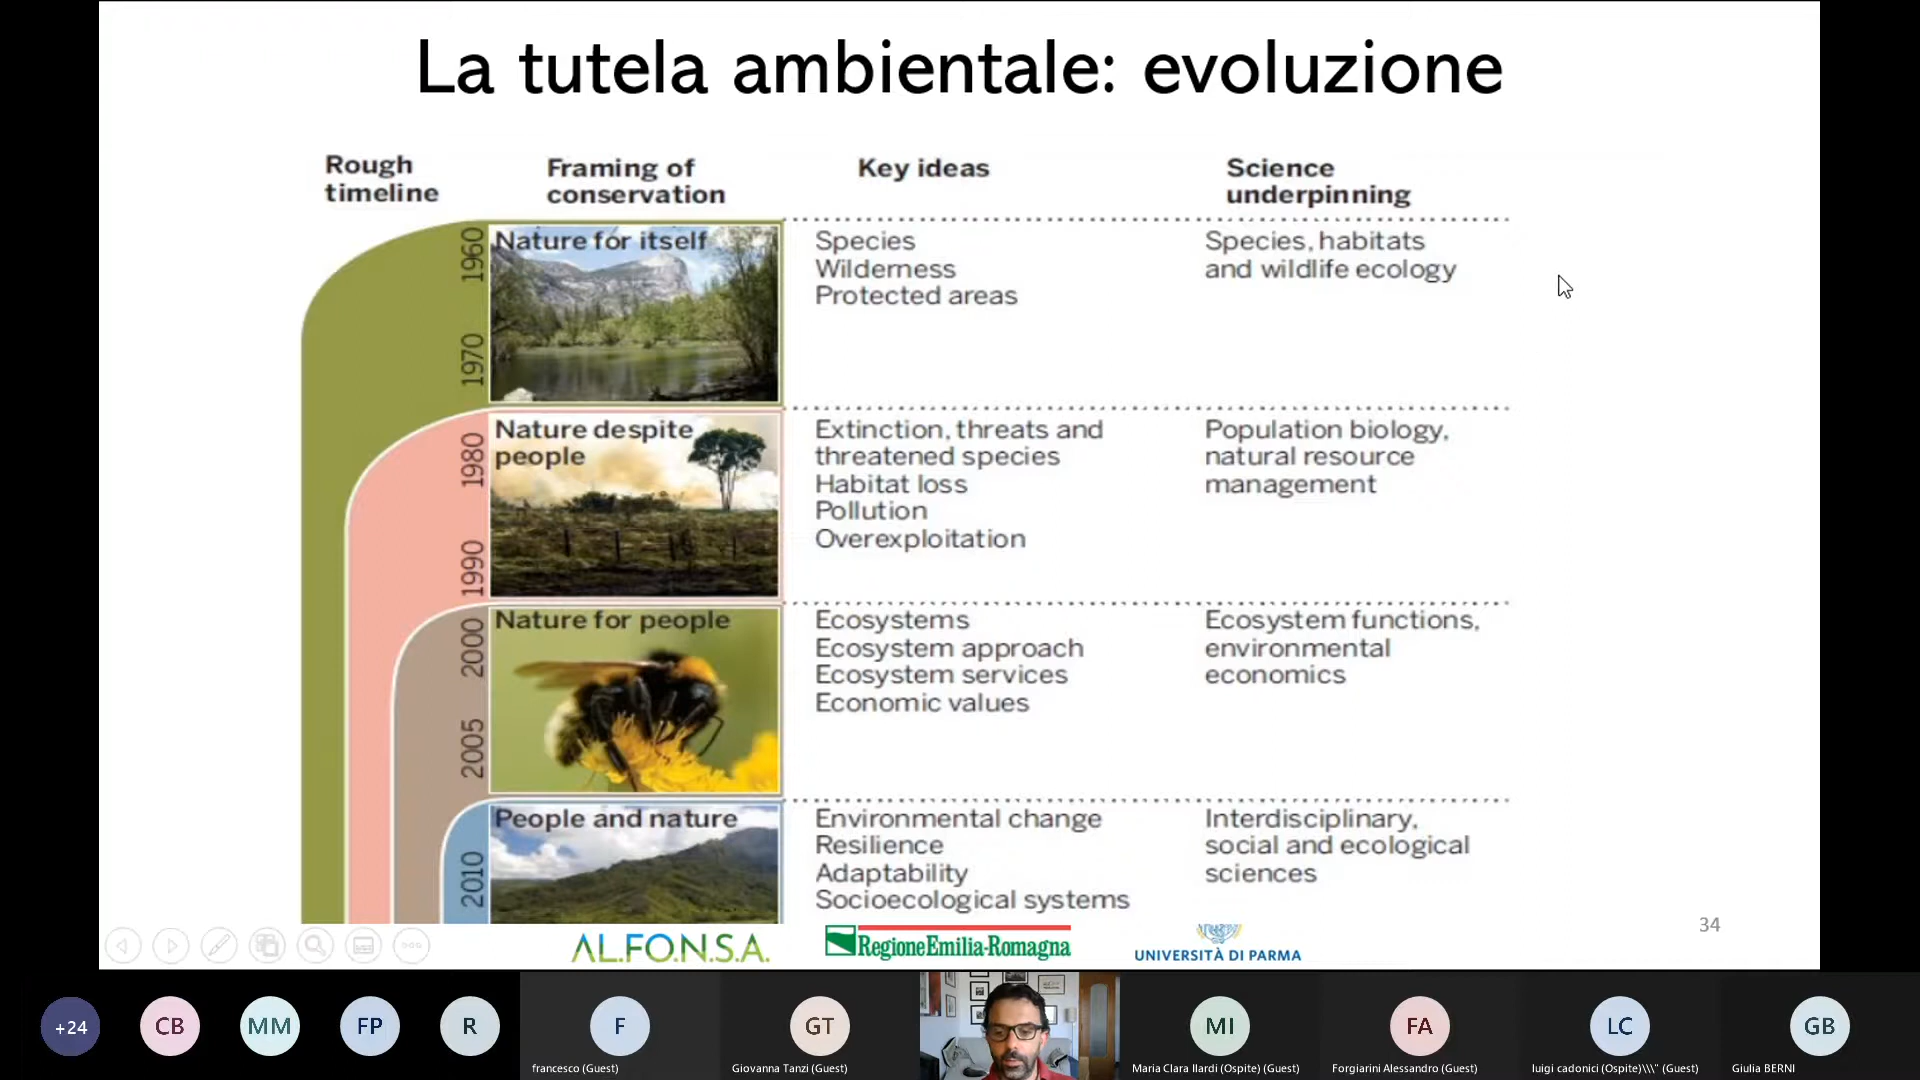 La tutela ambientale: evoluzione
Rough
timeline
Framing of
conservation
Key ideas
Science
underpinning
1960
1970
Nature for itself
Species
Wilderness
Protected areas
Species, habitats
and wildlife ecology
1980
1990
Nature despite
people
Extinction, threats and
threatened species
Habitat loss
Pollution
Overexploitation
Population biology,
natural resource
management
2000
2005
Nature for people
Ecosystems
Ecosystem approach
Ecosystem services
Economic values
Ecosystem functions,
environmental
economics
2010
People and nature
Environmental change
Resilience
Adaptability
Socioecological systems
Interdisciplinary,
social and ecological
sciences
34
AL.FO.N.S.A.
RegioneEmilia-Romagna
UNIVERSITÀ DI PARMA
+24
CB
MM
FP
R
F
francesco (Guest)
GT
Giovanna Tanzi (Guest)
MI
Maria Clara Ilardi (Ospite) (Guest)
FA
Forgiarini Alessandro (Guest)
LC
luigi cadonici (Ospite)\\\" (Guest)
GB
Giulia BERNI